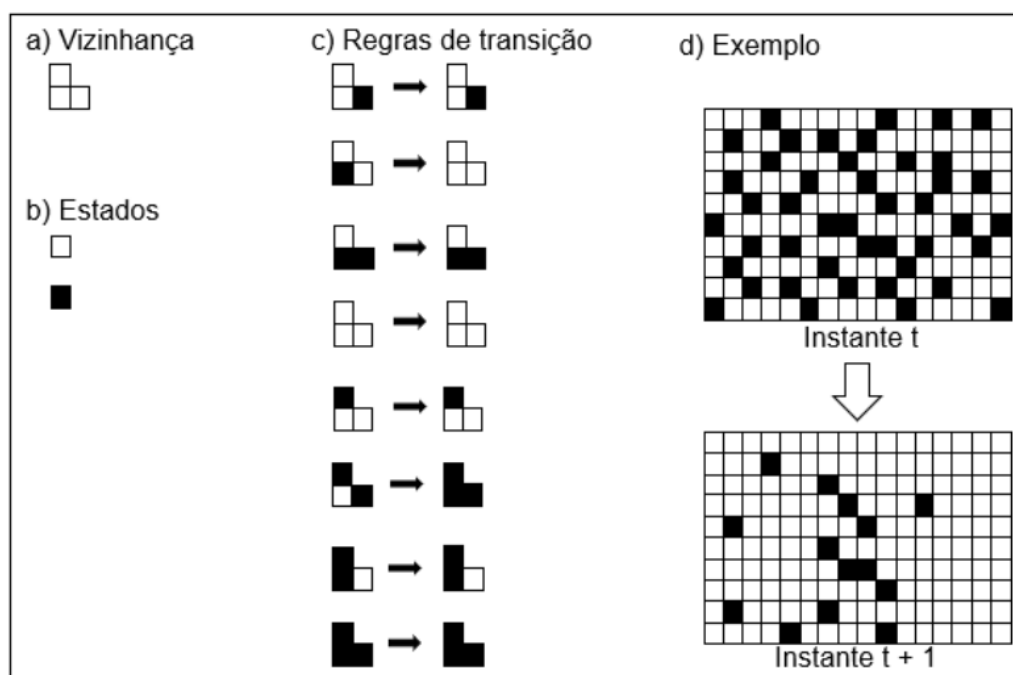 a) Vizinhança
b) Estados
c) Regras de transição
d) Exemplo
Instante t
Instante t + 1